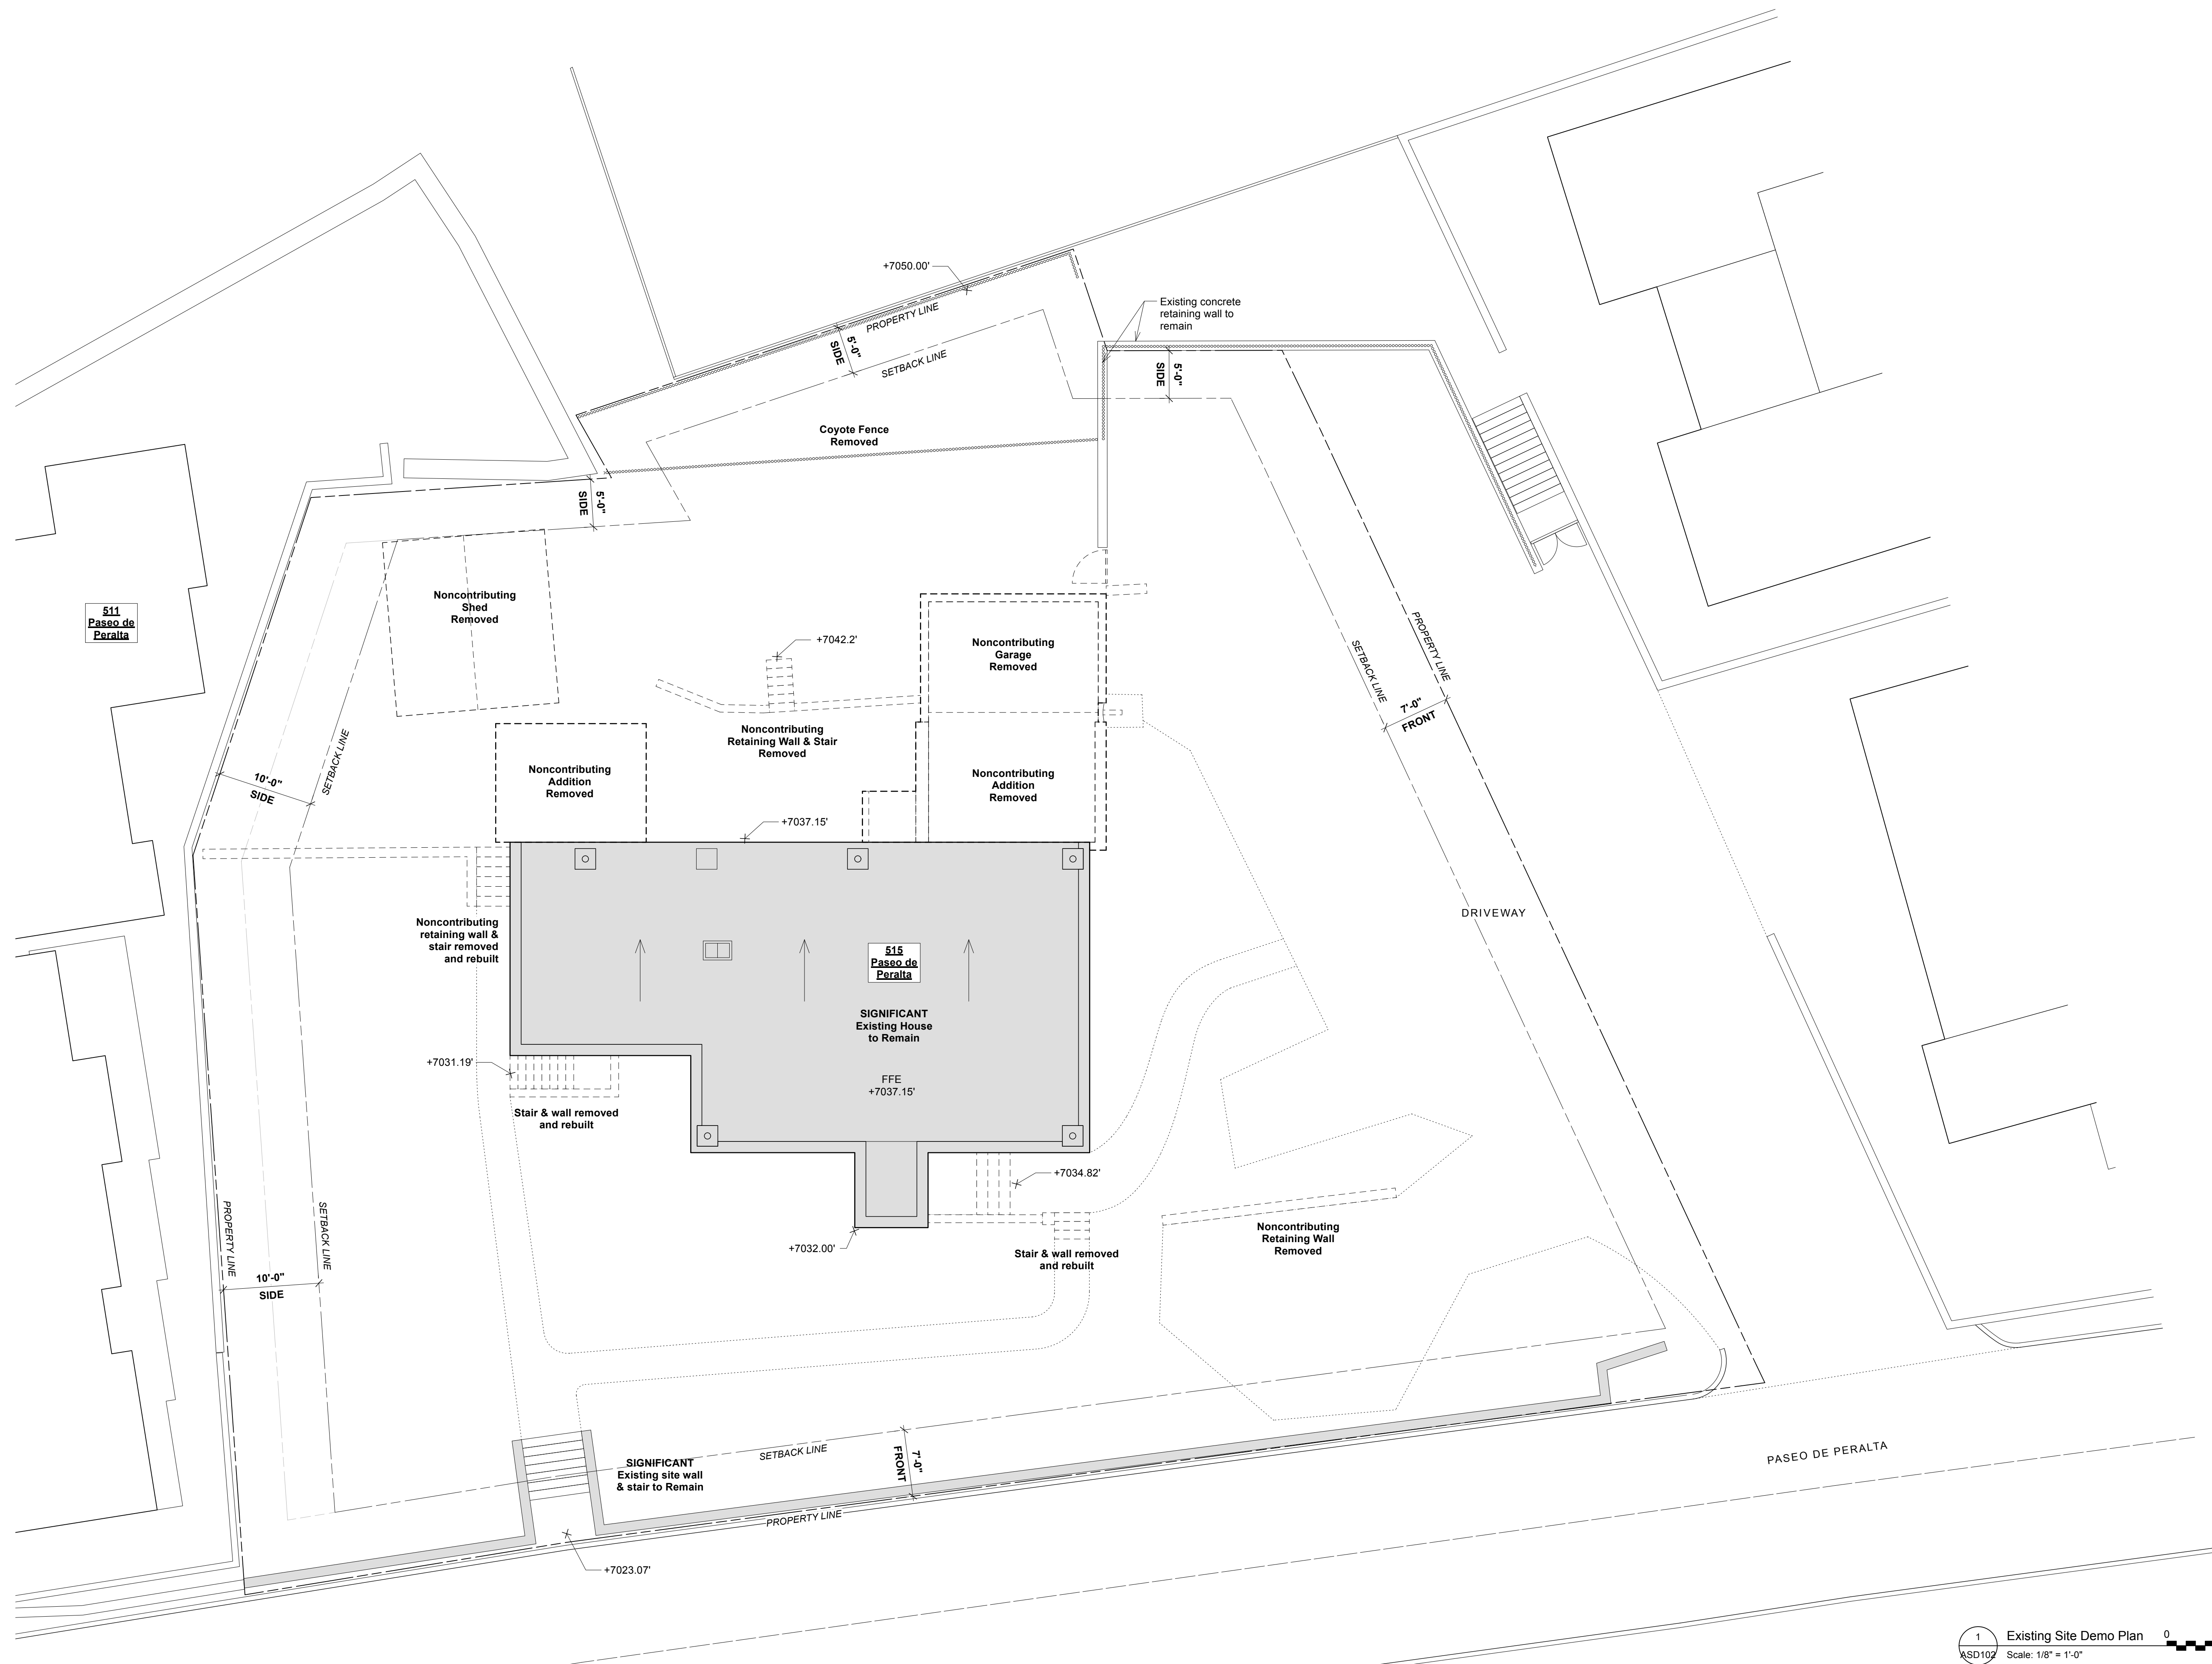 +7050.00'
Existing concrete
retaining wall to
remain
PROPERTY LINE
5'-0"
SIDE
SETBACK LINE
5'-0"
SIDE
Coyote Fence
Removed
5'-0"
SIDE
511
Paseo de
Peralta
Noncontributing
Shed
Removed
+7042.2'
Noncontributing
Garage
Removed
PROPERTY LINE
SETBACK LINE
7'-0"
FRONT
Noncontributing
Retaining Wall & Stair
Removed
Noncontributing
Addition
Removed
Noncontributing
Addition
Removed
SETBACK LINE
10'-0"
SIDE
+7037.15'
DRIVEWAY
Noncontributing
retaining wall &
stair removed
and rebuilt
515
Paseo de
Peralta
SIGNIFICANT
Existing House
to Remain
+7031.19'
FFE
+7037.15'
Stair & wall removed
and rebuilt
+7034.82'
PROPERTY LINE
SETBACK LINE
+7032.00'
Stair & wall removed
and rebuilt
Noncontributing
Retaining Wall
Removed
10'-0"
SIDE
SETBACK LINE
7'-0"
FRONT
SIGNIFICANT
Existing site wall
& stair to Remain
PROPERTY LINE
PASEO DE PERALTA
+7023.07'
1
ASD102
Existing Site Demo Plan
Scale: 1/8" = 1'-0"
0